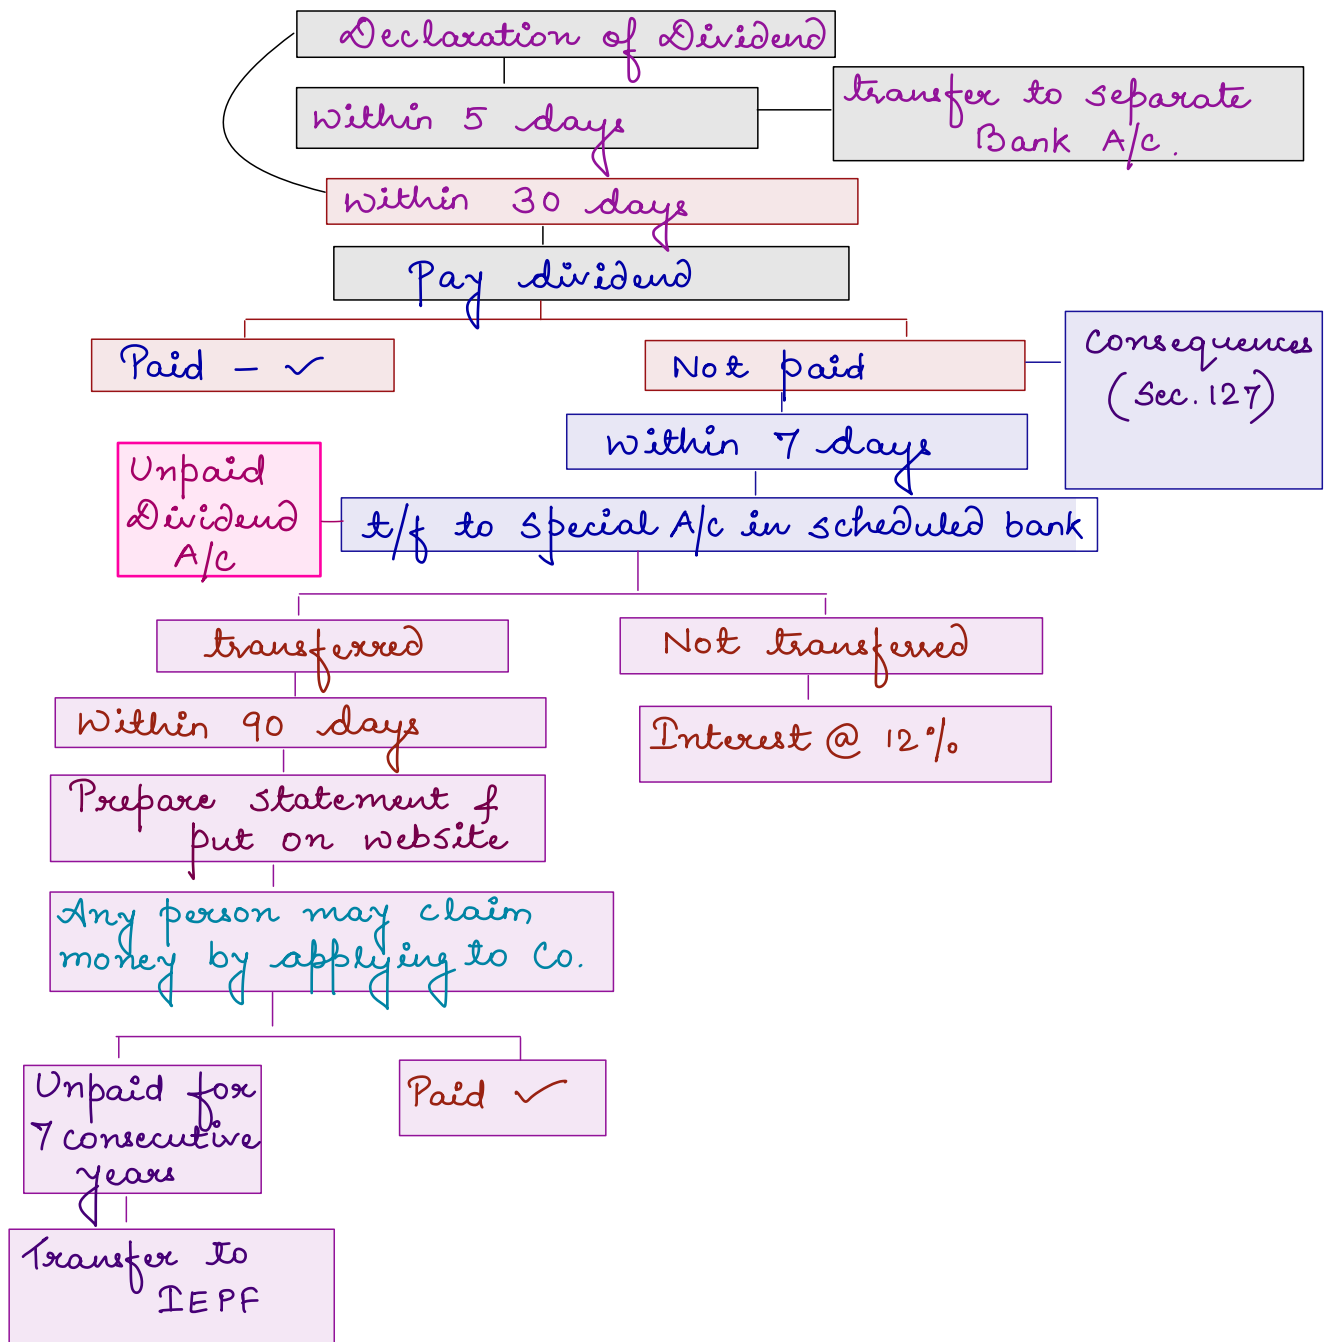 Declaration of Dividend
within 5 days
transfer to separate
Bank A/c.
within 30 days
Pay dividend
Paid - ✓
Not paid
Consequences
(Sec. 127)
within 7 days
Unpaid
Dividend
A/c
t/f to special A/c in scheduled bank
transferred
Not transferred
Within 90 days
Interest @ 12%
Prepare statement &
put on website
Any person may claim
money by applying to Co.
Unpaid for
7 consecutive
years
Paid ✓
Transfer to
IEPF